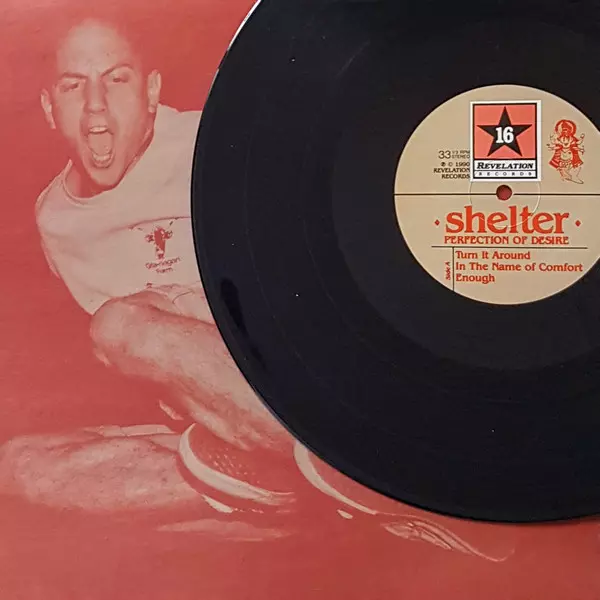 16
REVELATION
RECORDS
33 1/3 RPM
STEREO
℗ © 1990
REVELATION
RECORDS
· shelter ·
PERFECTION OF DESIRE
Side A
Turn It Around
In The Name of Comfort
Enough
Farm